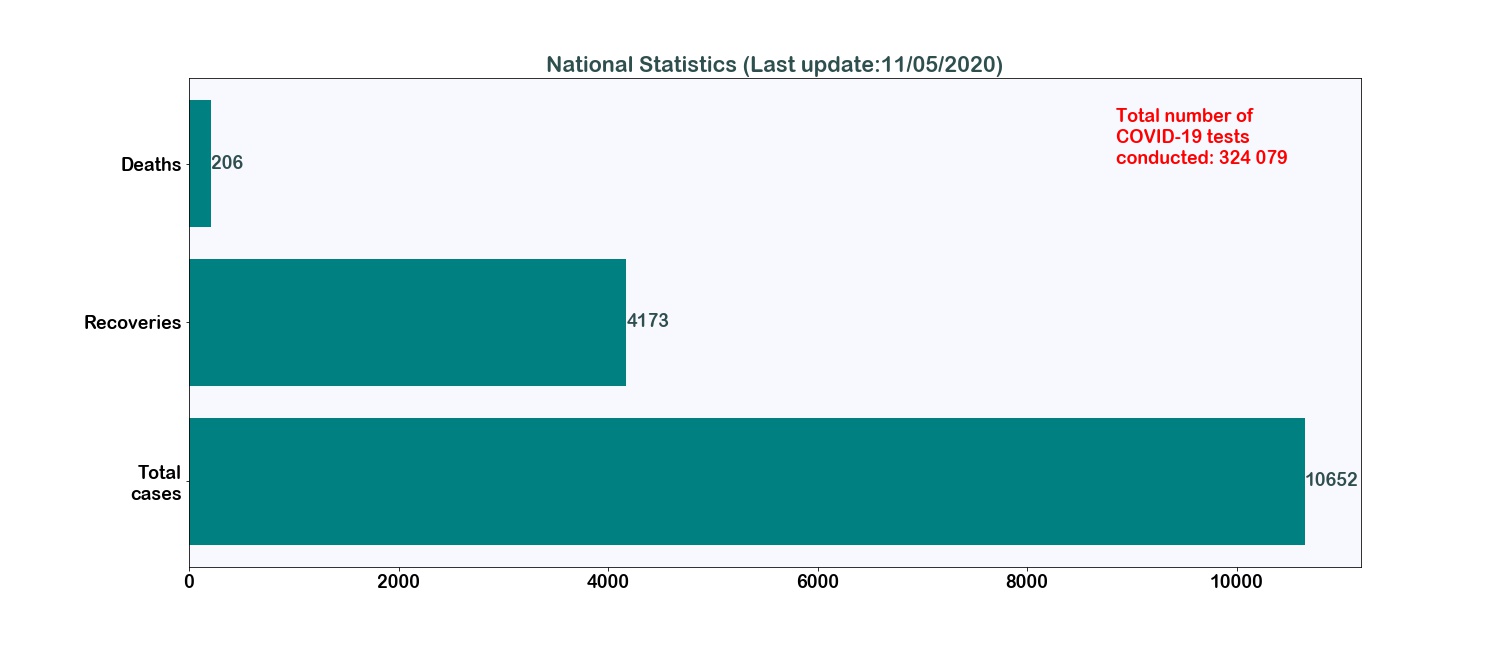 National Statistics (Last update:11/05/2020)
Total number of
COVID-19 tests
conducted: 324 079
Deaths
206
Recoveries
4173
Total
cases
10652
0
2000
4000
6000
8000
10000